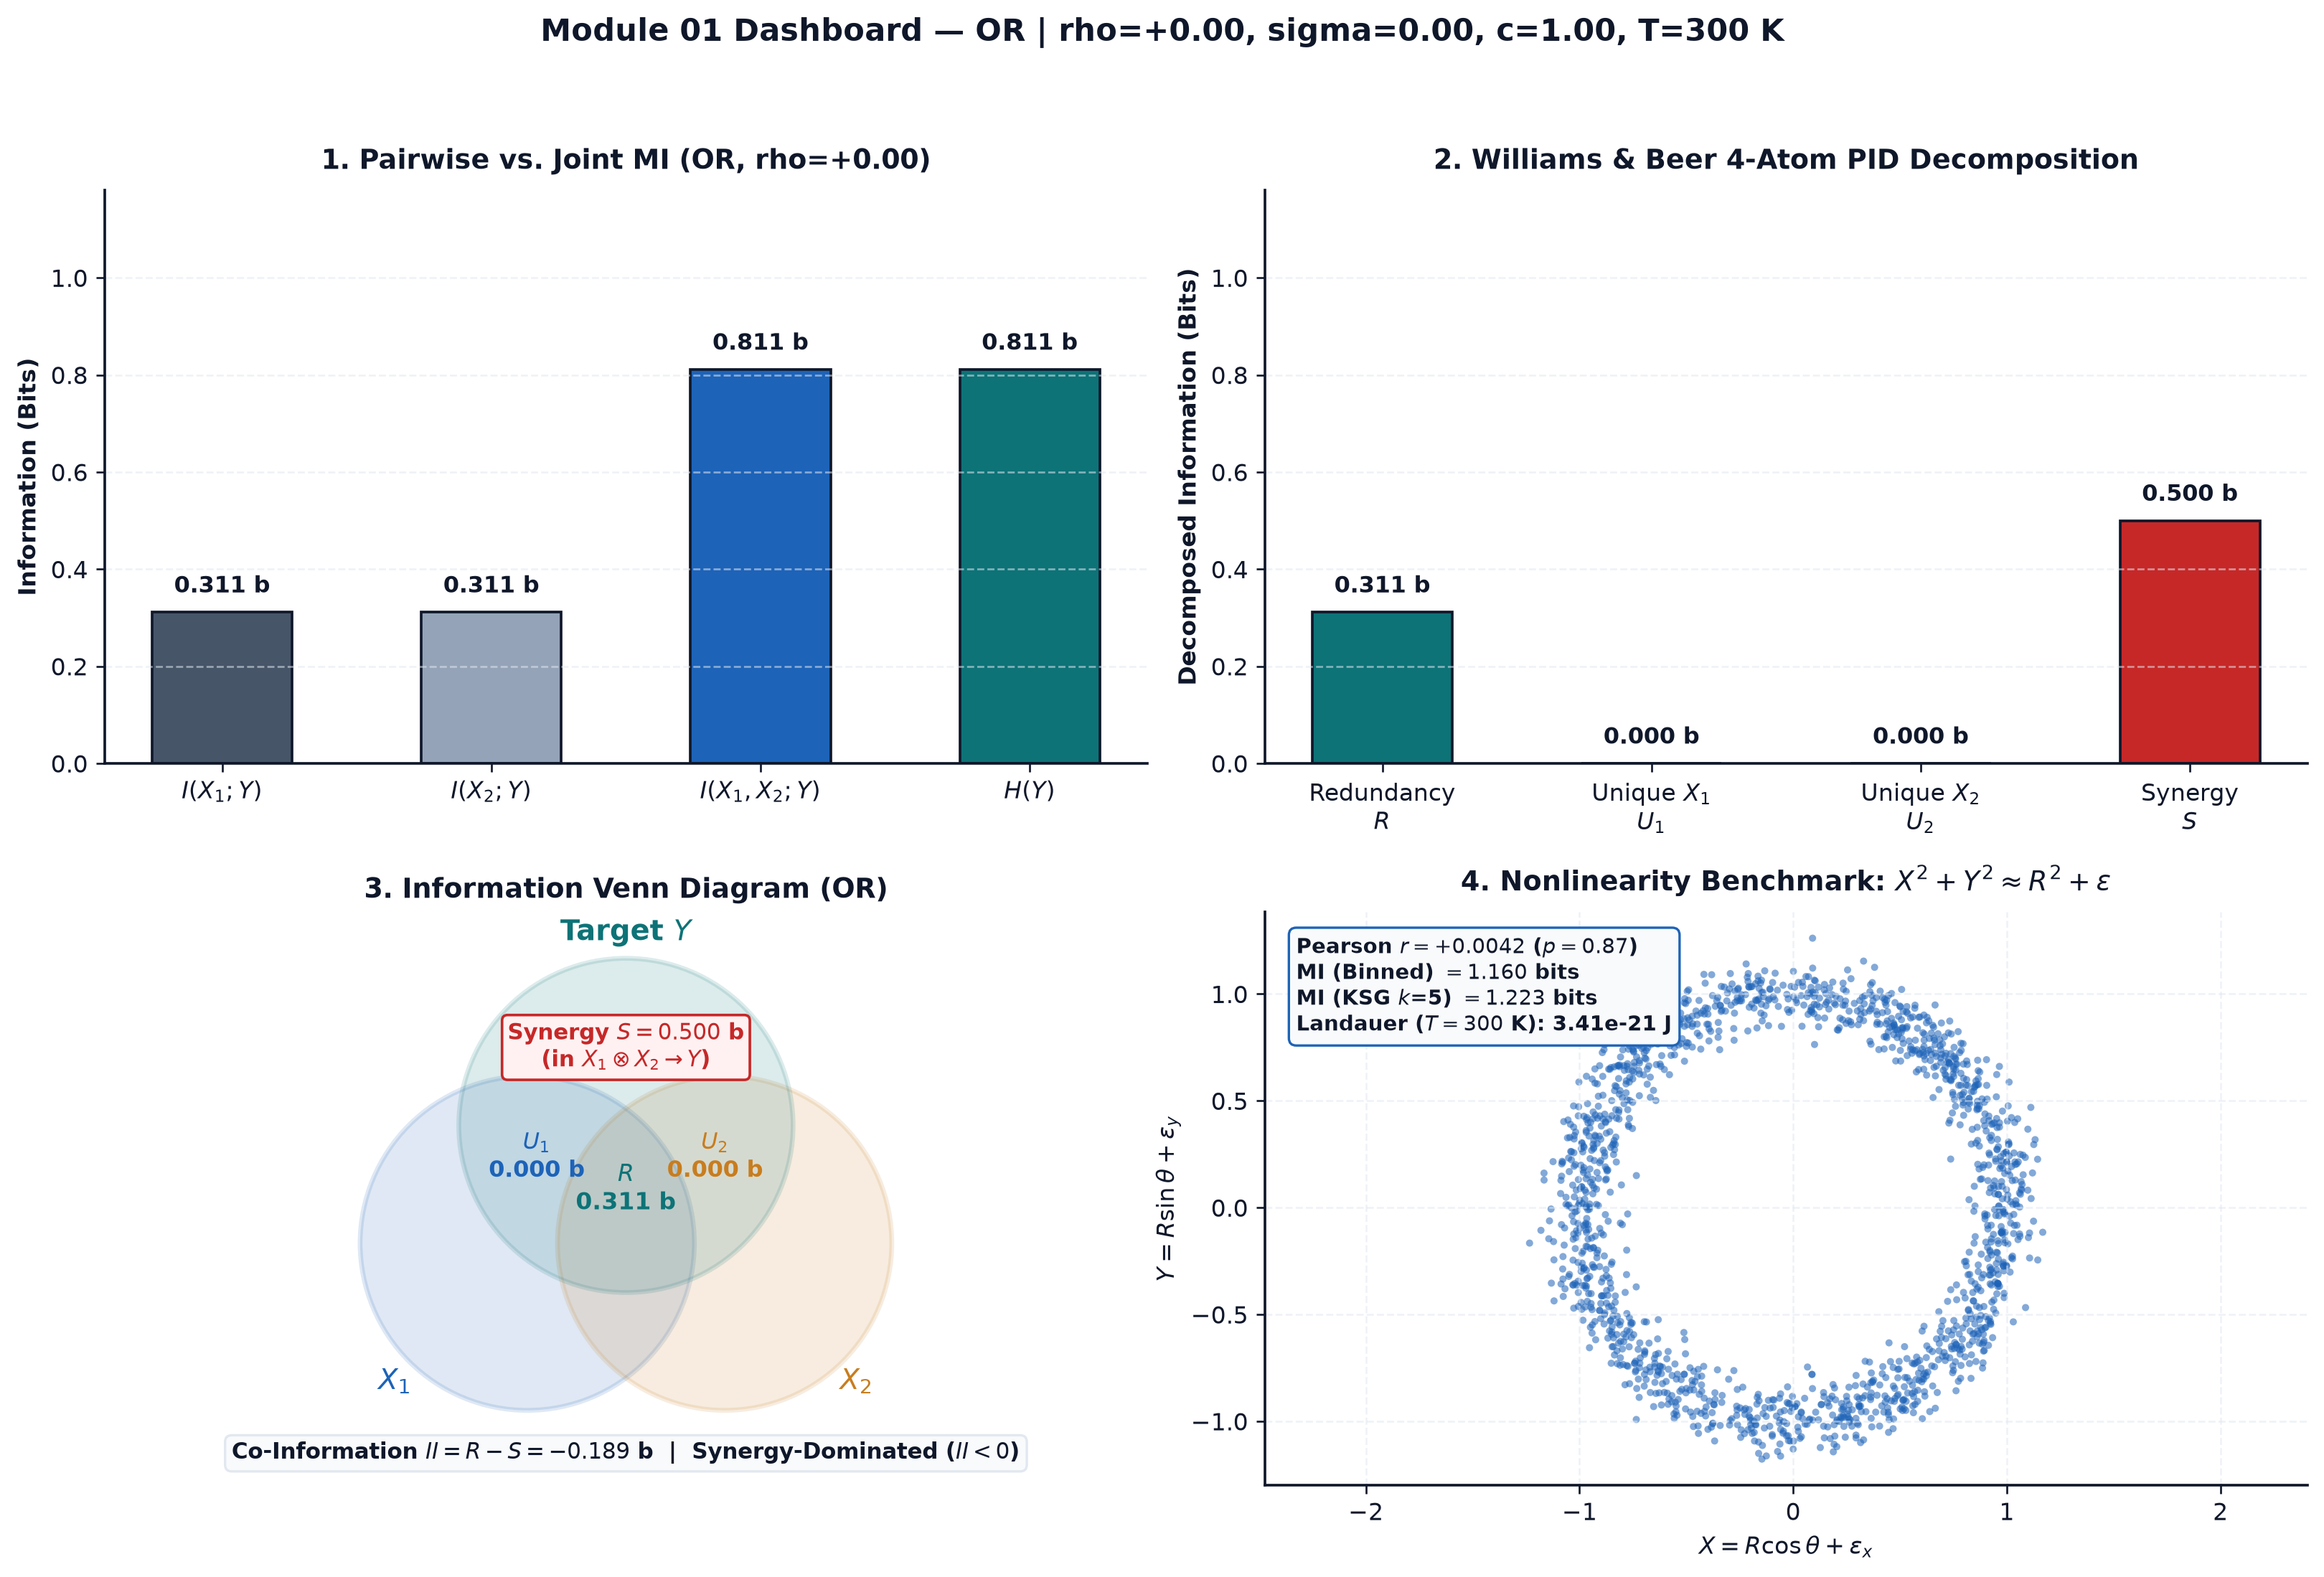 Module 01 Dashboard — OR | rho=+0.00, sigma=0.00, c=1.00, T=300 K
1. Pairwise vs. Joint MI (OR, rho=+0.00)
Information (Bits)
1.0
0.8
0.6
0.4
0.2
0.0
0.311 b
0.311 b
0.811 b
0.811 b
I(X₁; Y)
I(X₂; Y)
I(X₁, X₂; Y)
H(Y)
2. Williams & Beer 4-Atom PID Decomposition
Decomposed Information (Bits)
1.0
0.8
0.6
0.4
0.2
0.0
0.311 b
0.000 b
0.000 b
0.500 b
Redundancy
R
Unique X₁
U₁
Unique X₂
U₂
Synergy
S
3. Information Venn Diagram (OR)
Target Y
Synergy S = 0.500 b
(in X₁ ⊗ X₂ → Y)
U₁
0.000 b
U₂
0.000 b
R
0.311 b
X₁
X₂
Co-Information II = R − S = −0.189 b | Synergy-Dominated (II < 0)
4. Nonlinearity Benchmark: X² + Y² ≈ R² + ε
Pearson r = +0.0042 (p = 0.87)
MI (Binned) = 1.160 bits
MI (KSG k=5) = 1.223 bits
Landauer (T = 300 K): 3.41e-21 J
Y = R sin θ + εy
1.0
0.5
0.0
−0.5
−1.0
−2
−1
0
1
2
X = R cos θ + εₓ